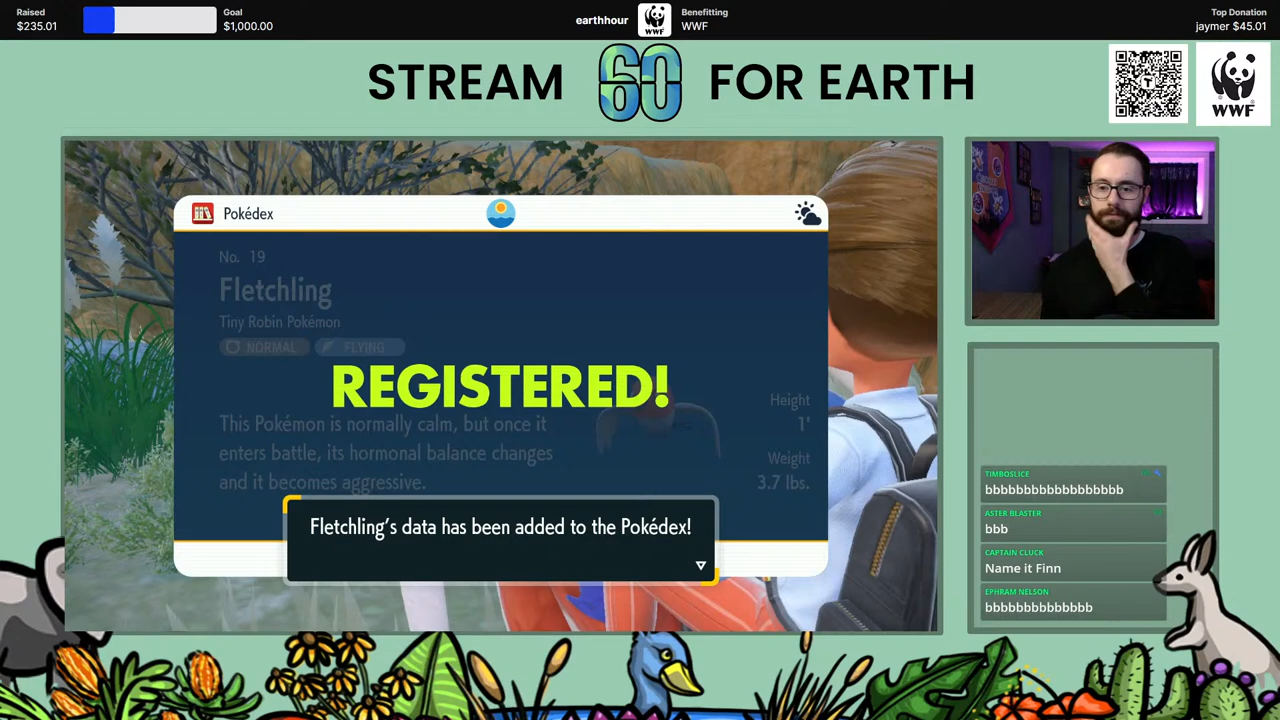 Raised
$235.01
Goal
$1,000.00
earthhour
WWF
Benefitting
WWF
Top Donation
jaymer $45.01
STREAM 60 FOR EARTH
WWF
Pokédex
No. 19
Fletchling
Tiny Robin Pokémon
NORMAL
FLYING
REGISTERED!
This Pokémon is normally calm, but once it
enters battle, its hormonal balance changes
and it becomes aggressive.
Height
1'
Weight
3.7 lbs.
Fletchling's data has been added to the Pokédex!
TIMBOSLICE
bbbbbbbbbbbbbbbbbb
ASTER BLASTER
bbb
CAPTAIN CLUCK
Name it Finn
EPHRAM NELSON
bbbbbbbbbbbbbb